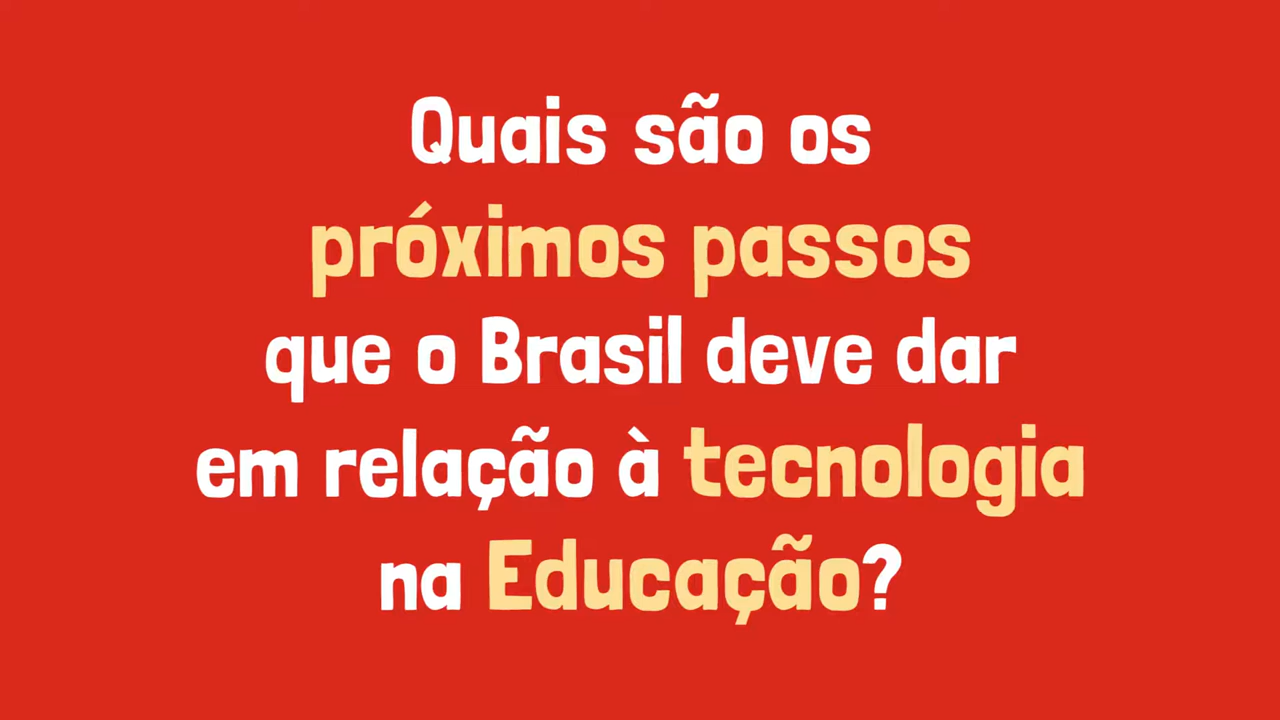 Quais são os
próximos passos
que o Brasil deve dar
em relação à tecnologia
na Educação?